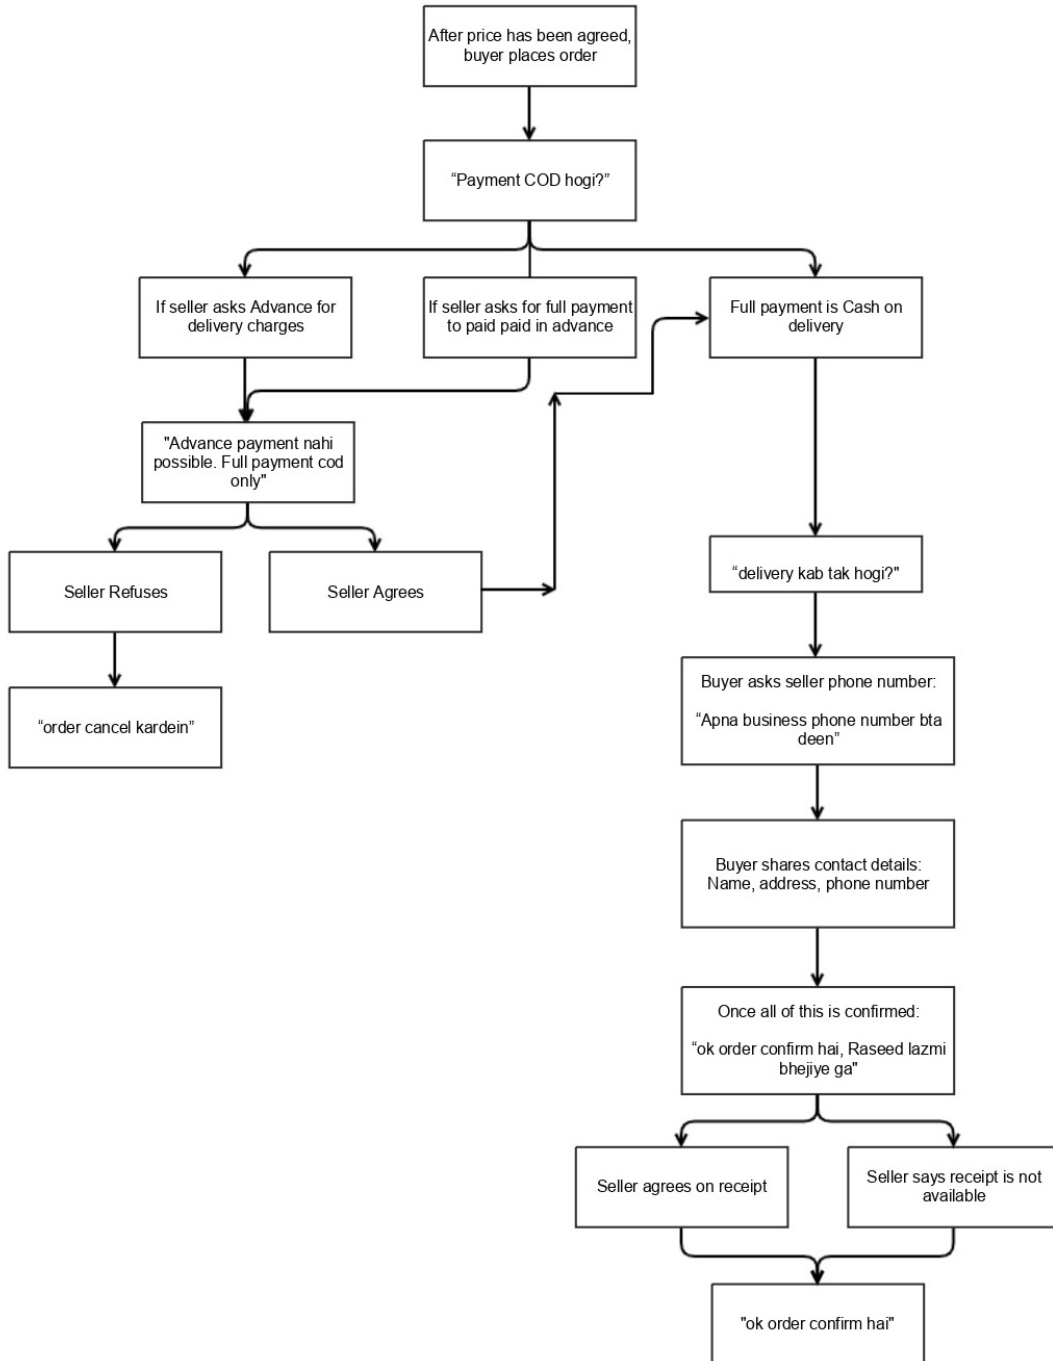 After price has been agreed,
buyer places order
“Payment COD hogi?”
If seller asks Advance for
delivery charges
If seller asks for full payment
to paid paid in advance
Full payment is Cash on
delivery
"Advance payment nahi
possible. Full payment cod
only"
Seller Refuses
Seller Agrees
“order cancel kardein”
“delivery kab tak hogi?"
Buyer asks seller phone number:
“Apna business phone number bta
deen”
Buyer shares contact details:
Name, address, phone number
Once all of this is confirmed:
“ok order confirm hai, Raseed lazmi
bhejiye ga"
Seller agrees on receipt
Seller says receipt is not
available
"ok order confirm hai"